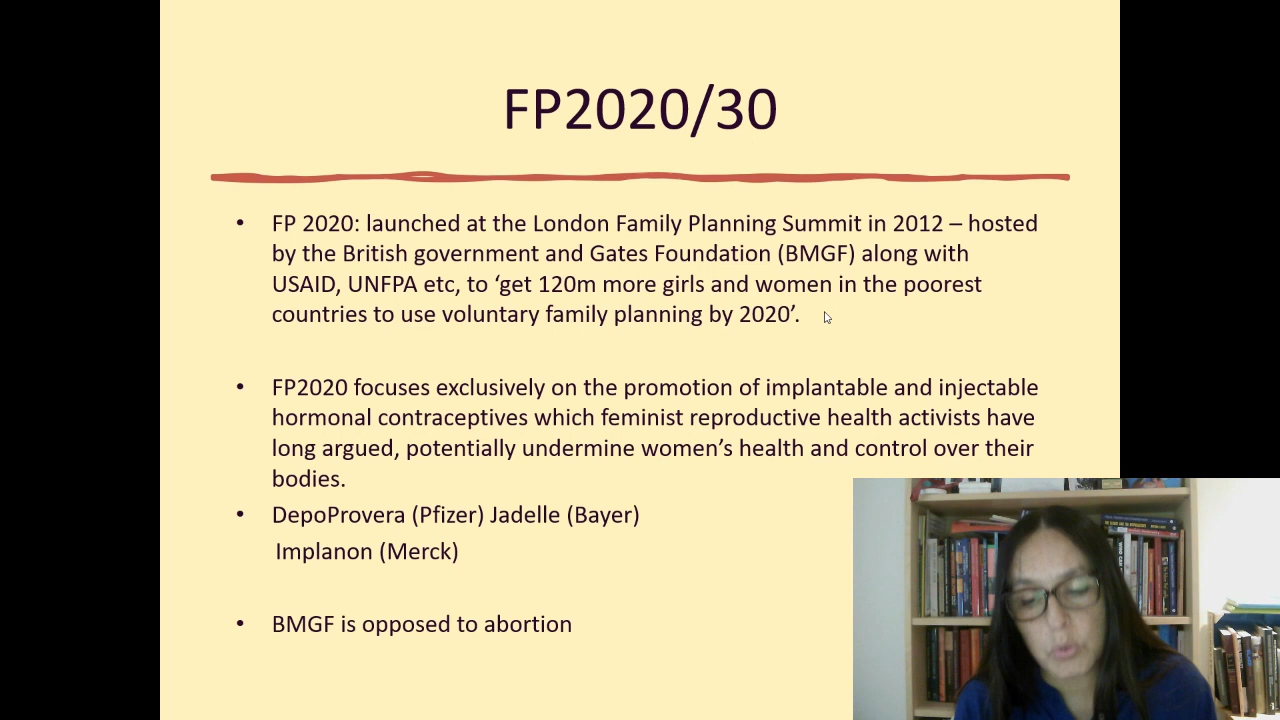 FP2020/30
• FP 2020: launched at the London Family Planning Summit in 2012 – hosted
by the British government and Gates Foundation (BMGF) along with
USAID, UNFPA etc, to ‘get 120m more girls and women in the poorest
countries to use voluntary family planning by 2020’.
• FP2020 focuses exclusively on the promotion of implantable and injectable
hormonal contraceptives which feminist reproductive health activists have
long argued, potentially undermine women’s health and control over their
bodies.
• DepoProvera (Pfizer) Jadelle (Bayer)
Implanon (Merck)
• BMGF is opposed to abortion